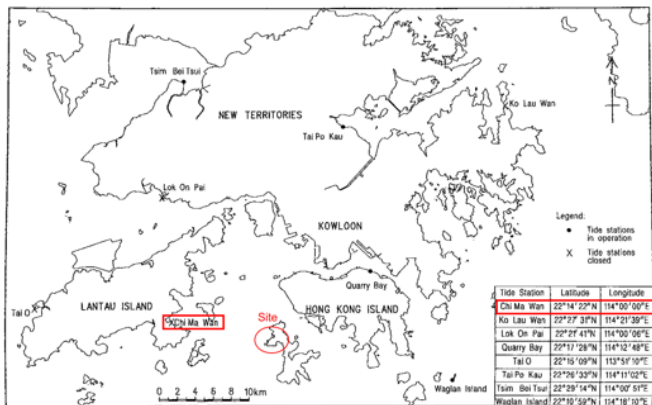 Tsim Bei Tsui
NEW TERRITORIES
Ko Lau Wan
Tai Po Kau
N
Lok On Pai
KOWLOON
Legend:
Tide stations
in operation
X Tide stations
closed
Quarry Bay
Tai O
LANTAU ISLAND
HONG KONG ISLAND
XChi Ma Wan
Site
0 2 4 6 8 10km
Waglan Island
Tide Station Latitude Longitude
Chi Ma Wan 22°14'22"N 114°00'00"E
Ko Lau Wan 22°27'31"N 114°21'39"E
Lok On Pai 22°21'41"N 114°00'06"E
Quarry Bay 22°17'28"N 114°12'48"E
Tai O 22°15'09"N 113°51'10"E
Tai Po Kau 22°26'33"N 114°11'02"E
Tsim Bei Tsui 22°29'14"N 114°00'51"E
Waglan Island 22°10'59"N 114°18'10"E